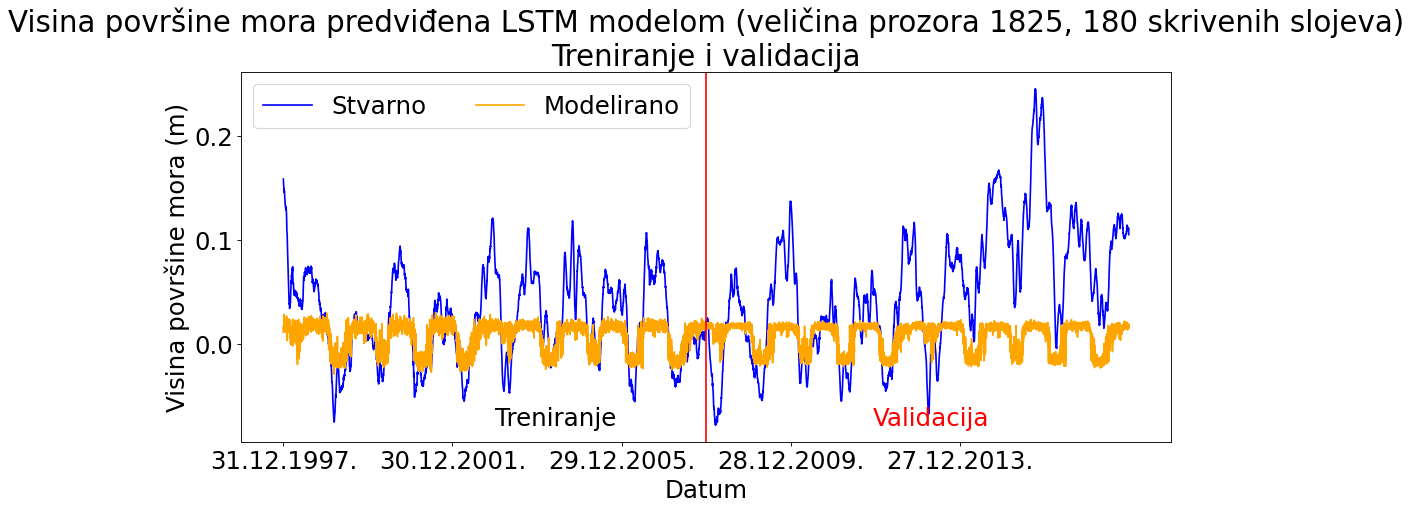 Visina površine mora predviđena LSTM modelom (veličina prozora 1825, 180 skrivenih slojeva)
Treniranje i validacija
Stvarno
Modelirano
Visina površine mora (m)
0.2
0.1
0.0
Treniranje
Validacija
31.12.1997.
30.12.2001.
29.12.2005.
28.12.2009.
27.12.2013.
Datum